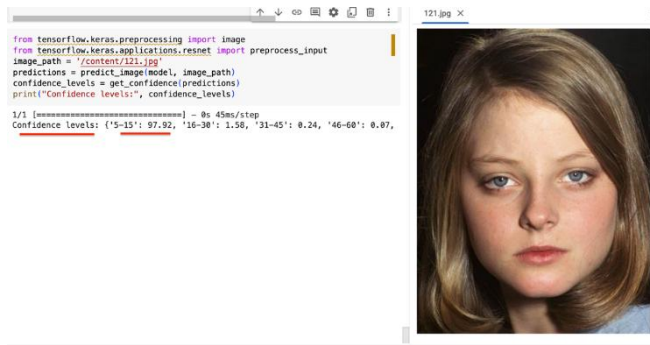 121.jpg
from tensorflow.keras.preprocessing import image
from tensorflow.keras.applications.resnet import preprocess_input
image_path = '/content/121.jpg'
predictions = predict_image(model, image_path)
confidence_levels = get_confidence(predictions)
print("Confidence levels:", confidence_levels)
1/1 [==============================] - 0s 45ms/step
Confidence levels: {'5-15': 97.92, '16-30': 1.58, '31-45': 0.24, '46-60': 0.07,